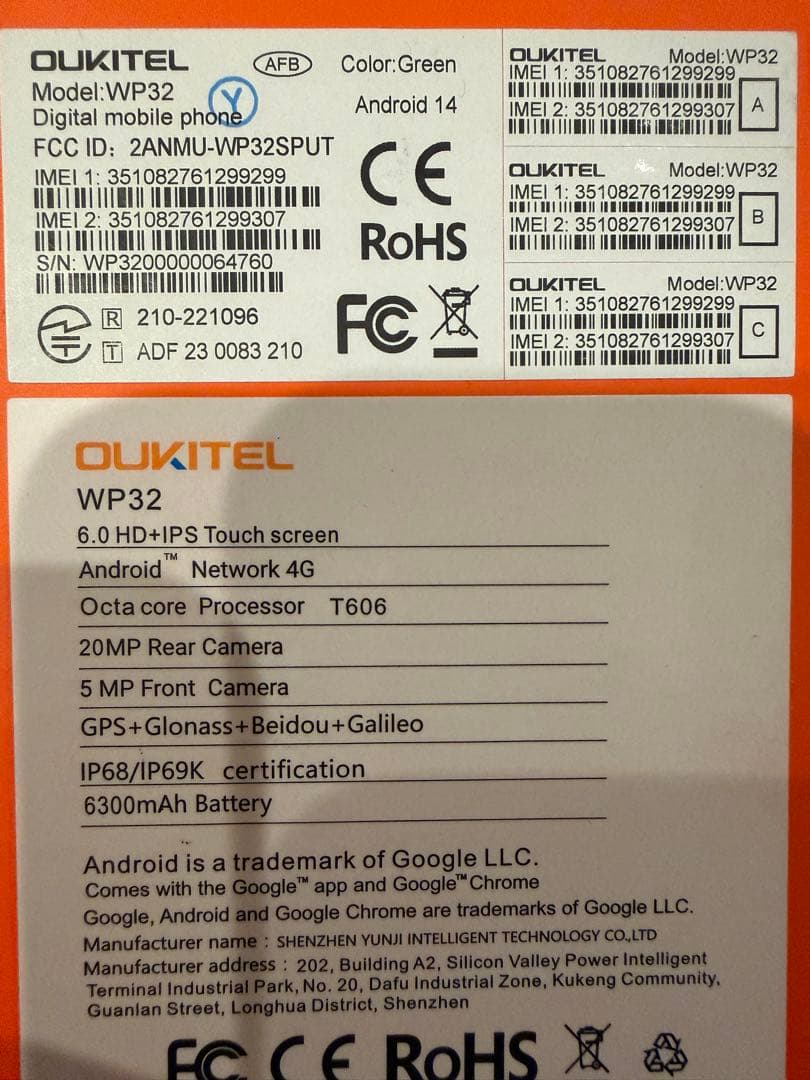 OUKITEL AFB Color:Green
Model:WP32 Y Android 14
Digital mobile phone
FCC ID: 2ANMU-WP32SPUT
IMEI 1: 351082761299299
IMEI 2: 351082761299307
S/N: WP3200000064760
CE
RoHS
FC
R 210-221096
T ADF 23 0083 210
OUKITEL Model:WP32
IMEI 1: 351082761299299
IMEI 2: 351082761299307
A
OUKITEL Model:WP32
IMEI 1: 351082761299299
IMEI 2: 351082761299307
B
OUKITEL Model:WP32
IMEI 1: 351082761299299
IMEI 2: 351082761299307
C
OUKITEL
WP32
6.0 HD+IPS Touch screen
Android™ Network 4G
Octa core Processor T606
20MP Rear Camera
5 MP Front Camera
GPS+Glonass+Beidou+Galileo
IP68/IP69K certification
6300mAh Battery
Android is a trademark of Google LLC.
Comes with the Google™ app and Google™ Chrome
Google, Android and Google Chrome are trademarks of Google LLC.
Manufacturer name : SHENZHEN YUNJI INTELLIGENT TECHNOLOGY CO.,LTD
Manufacturer address : 202, Building A2, Silicon Valley Power Intelligent
Terminal Industrial Park, No. 20, Dafu Industrial Zone, Kukeng Community,
Guanlan Street, Longhua District, Shenzhen
FC CE RoHS